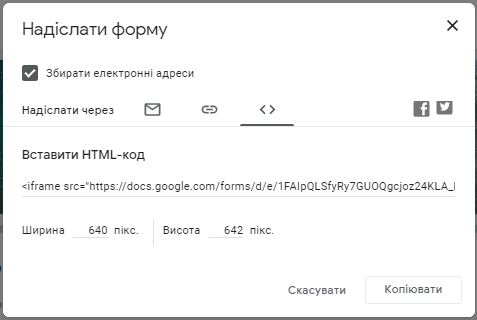 Надіслати форму
Збирати електронні адреси
Надіслати через
Вставити HTML-код
<iframe src="https://docs.google.com/forms/d/e/1FAIpQLSfyRy7GUOQgcjoz24KLA_
Ширина 640 пікс. Висота 642 пікс.
Скасувати Копіювати